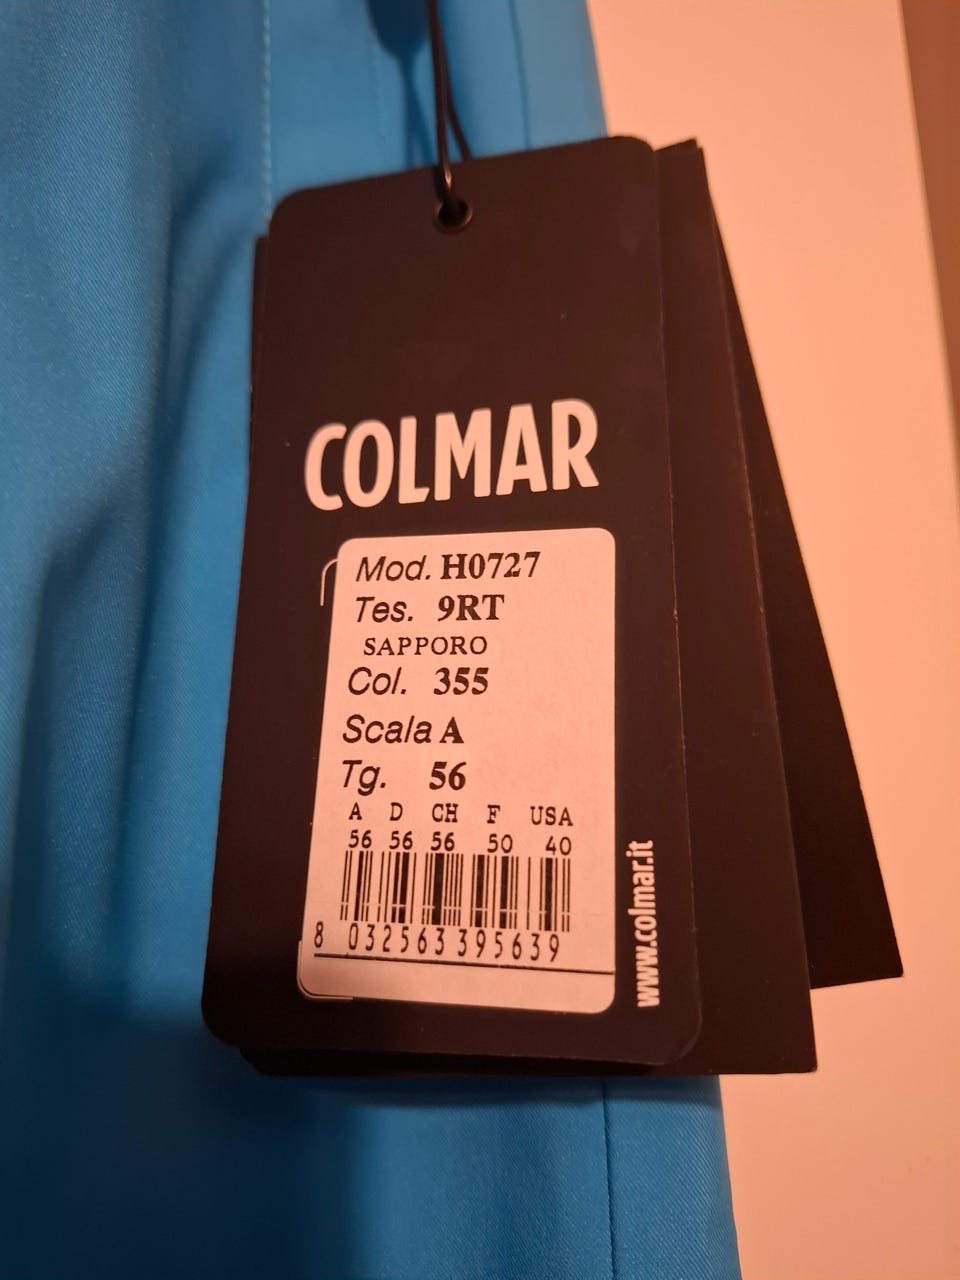 COLMAR
Mod. H0727
Tes. 9RT
SAPPORO
Col. 355
Scala A
Tg. 56
A D CH F USA
56 56 56 50 40
8 032563 395639
www.colmar.it